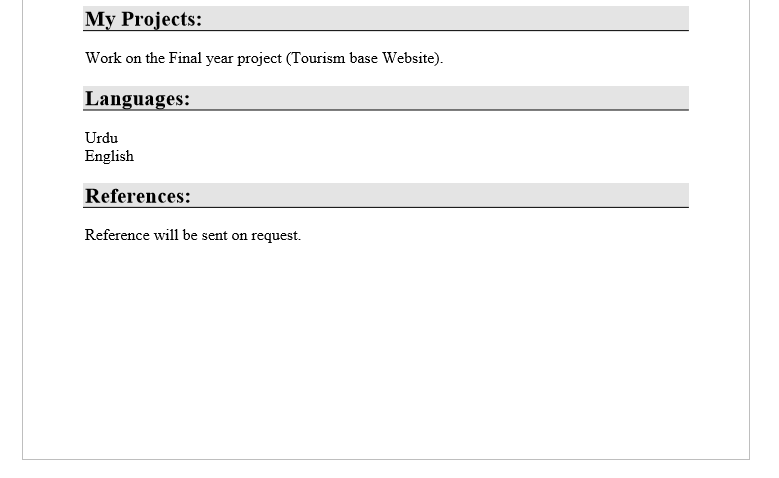 My Projects:
Work on the Final year project (Tourism base Website).
Languages:
Urdu
English
References:
Reference will be sent on request.